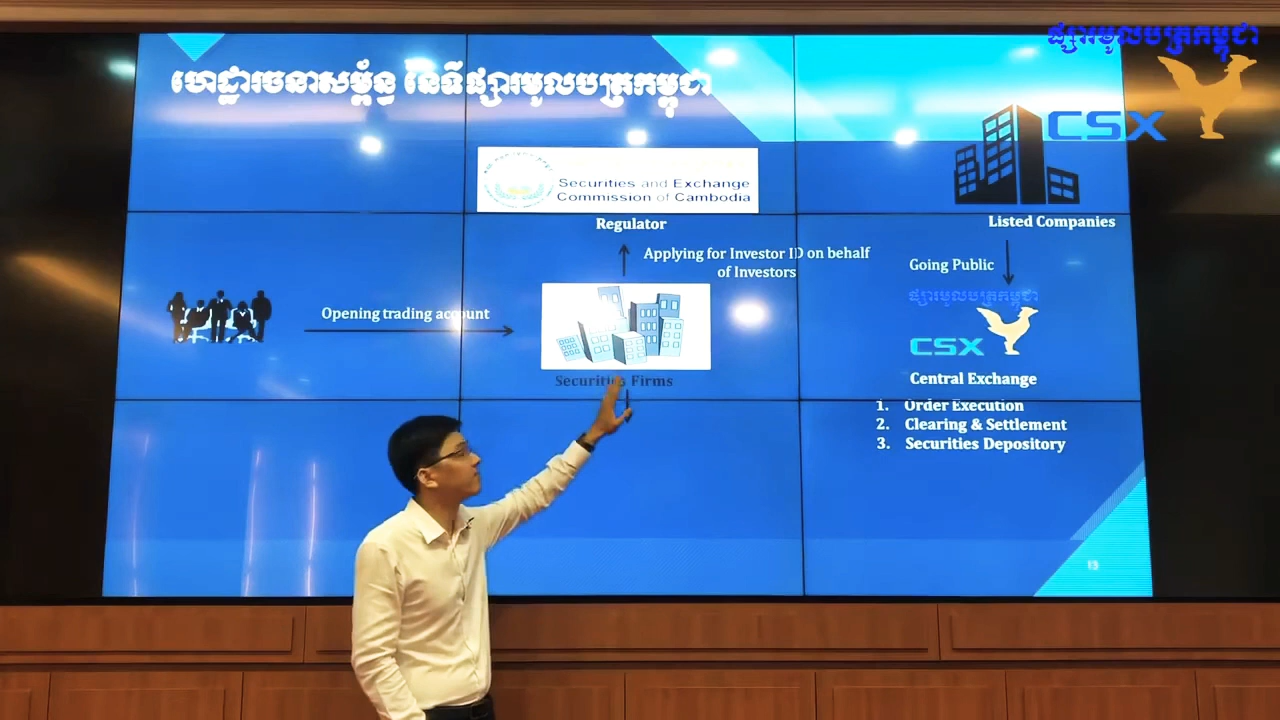 ផ្សារមូលបត្រកម្ពុជា
CSX
ហេដ្ឋារចនាសម្ព័ន្ធ នៃទីផ្សារមូលបត្រកម្ពុជា
Securities and Exchange
Commission of Cambodia
Regulator
Listed Companies
Applying for Investor ID on behalf
of Investors
Going Public
Opening trading account
ផ្សារមូលបត្រកម្ពុជា
CSX
Securities Firms
Central Exchange
1. Order Execution
2. Clearing & Settlement
3. Securities Depository
13